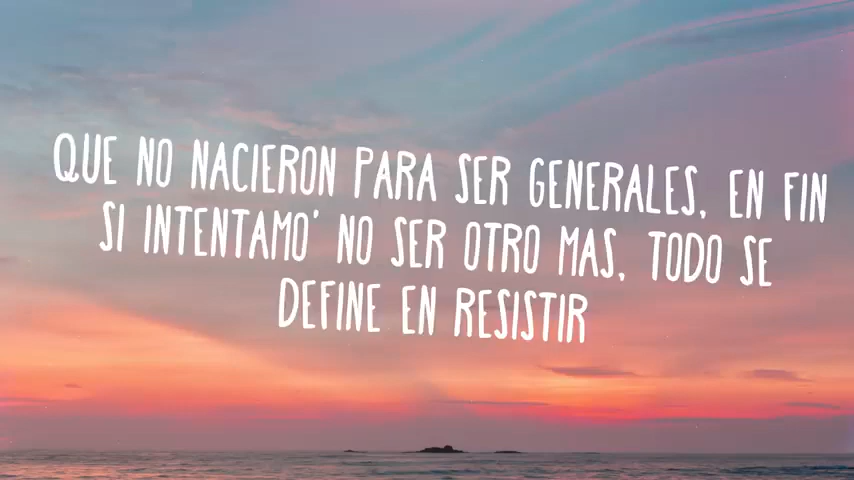 QUE NO NACIERON PARA SER GENERALES, EN FIN
SI INTENTAMO' NO SER OTRO MAS, TODO SE
DEFINE EN RESISTIR